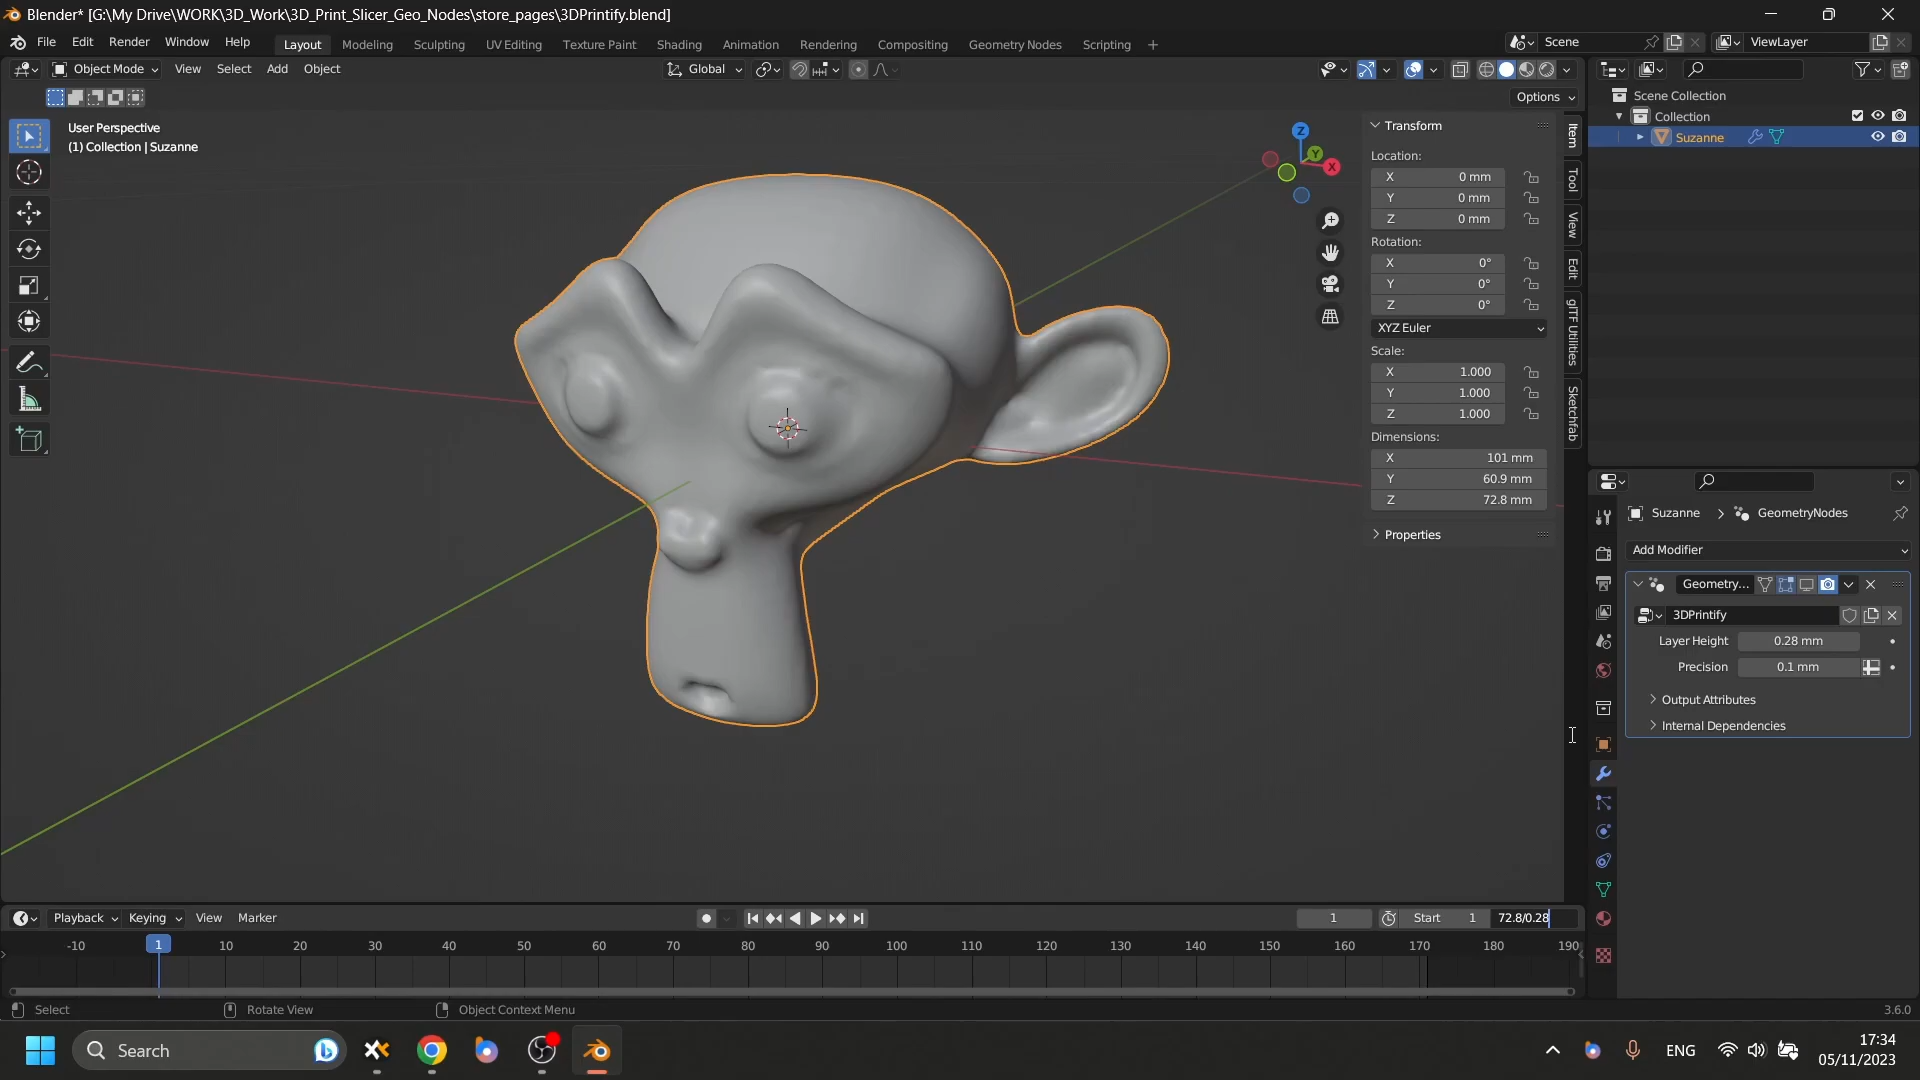 Blender* [G:\My Drive\WORK\3D_Work\3D_Print_Slicer_Geo_Nodes\store_pages\3DPrintify.blend]
File Edit Render Window Help Layout Modeling Sculpting UV Editing Texture Paint Shading Animation Rendering Compositing Geometry Nodes Scripting + Scene ViewLayer
Object Mode View Select Add Object Global
Options
User Perspective
(1) Collection | Suzanne
Z
Y
X
Transform
Location:
X 0 mm
Y 0 mm
Z 0 mm
Rotation:
X 0°
Y 0°
Z 0°
XYZ Euler
Scale:
X 1.000
Y 1.000
Z 1.000
Dimensions:
X 101 mm
Y 60.9 mm
Z 72.8 mm
Properties
Item
Tool
View
Edit
glTF Utilities
Sketchfab
Scene Collection
Collection
Suzanne
Suzanne > GeometryNodes
Add Modifier
Geometry...
3DPrintify
Layer Height 0.28 mm
Precision 0.1 mm
Output Attributes
Internal Dependencies
Playback Keying View Marker 1 Start 1 72.8/0.28
-10 1 10 20 30 40 50 60 70 80 90 100 110 120 130 140 150 160 170 180 190
Select Rotate View Object Context Menu 3.6.0
Search ENG 17:34
05/11/2023